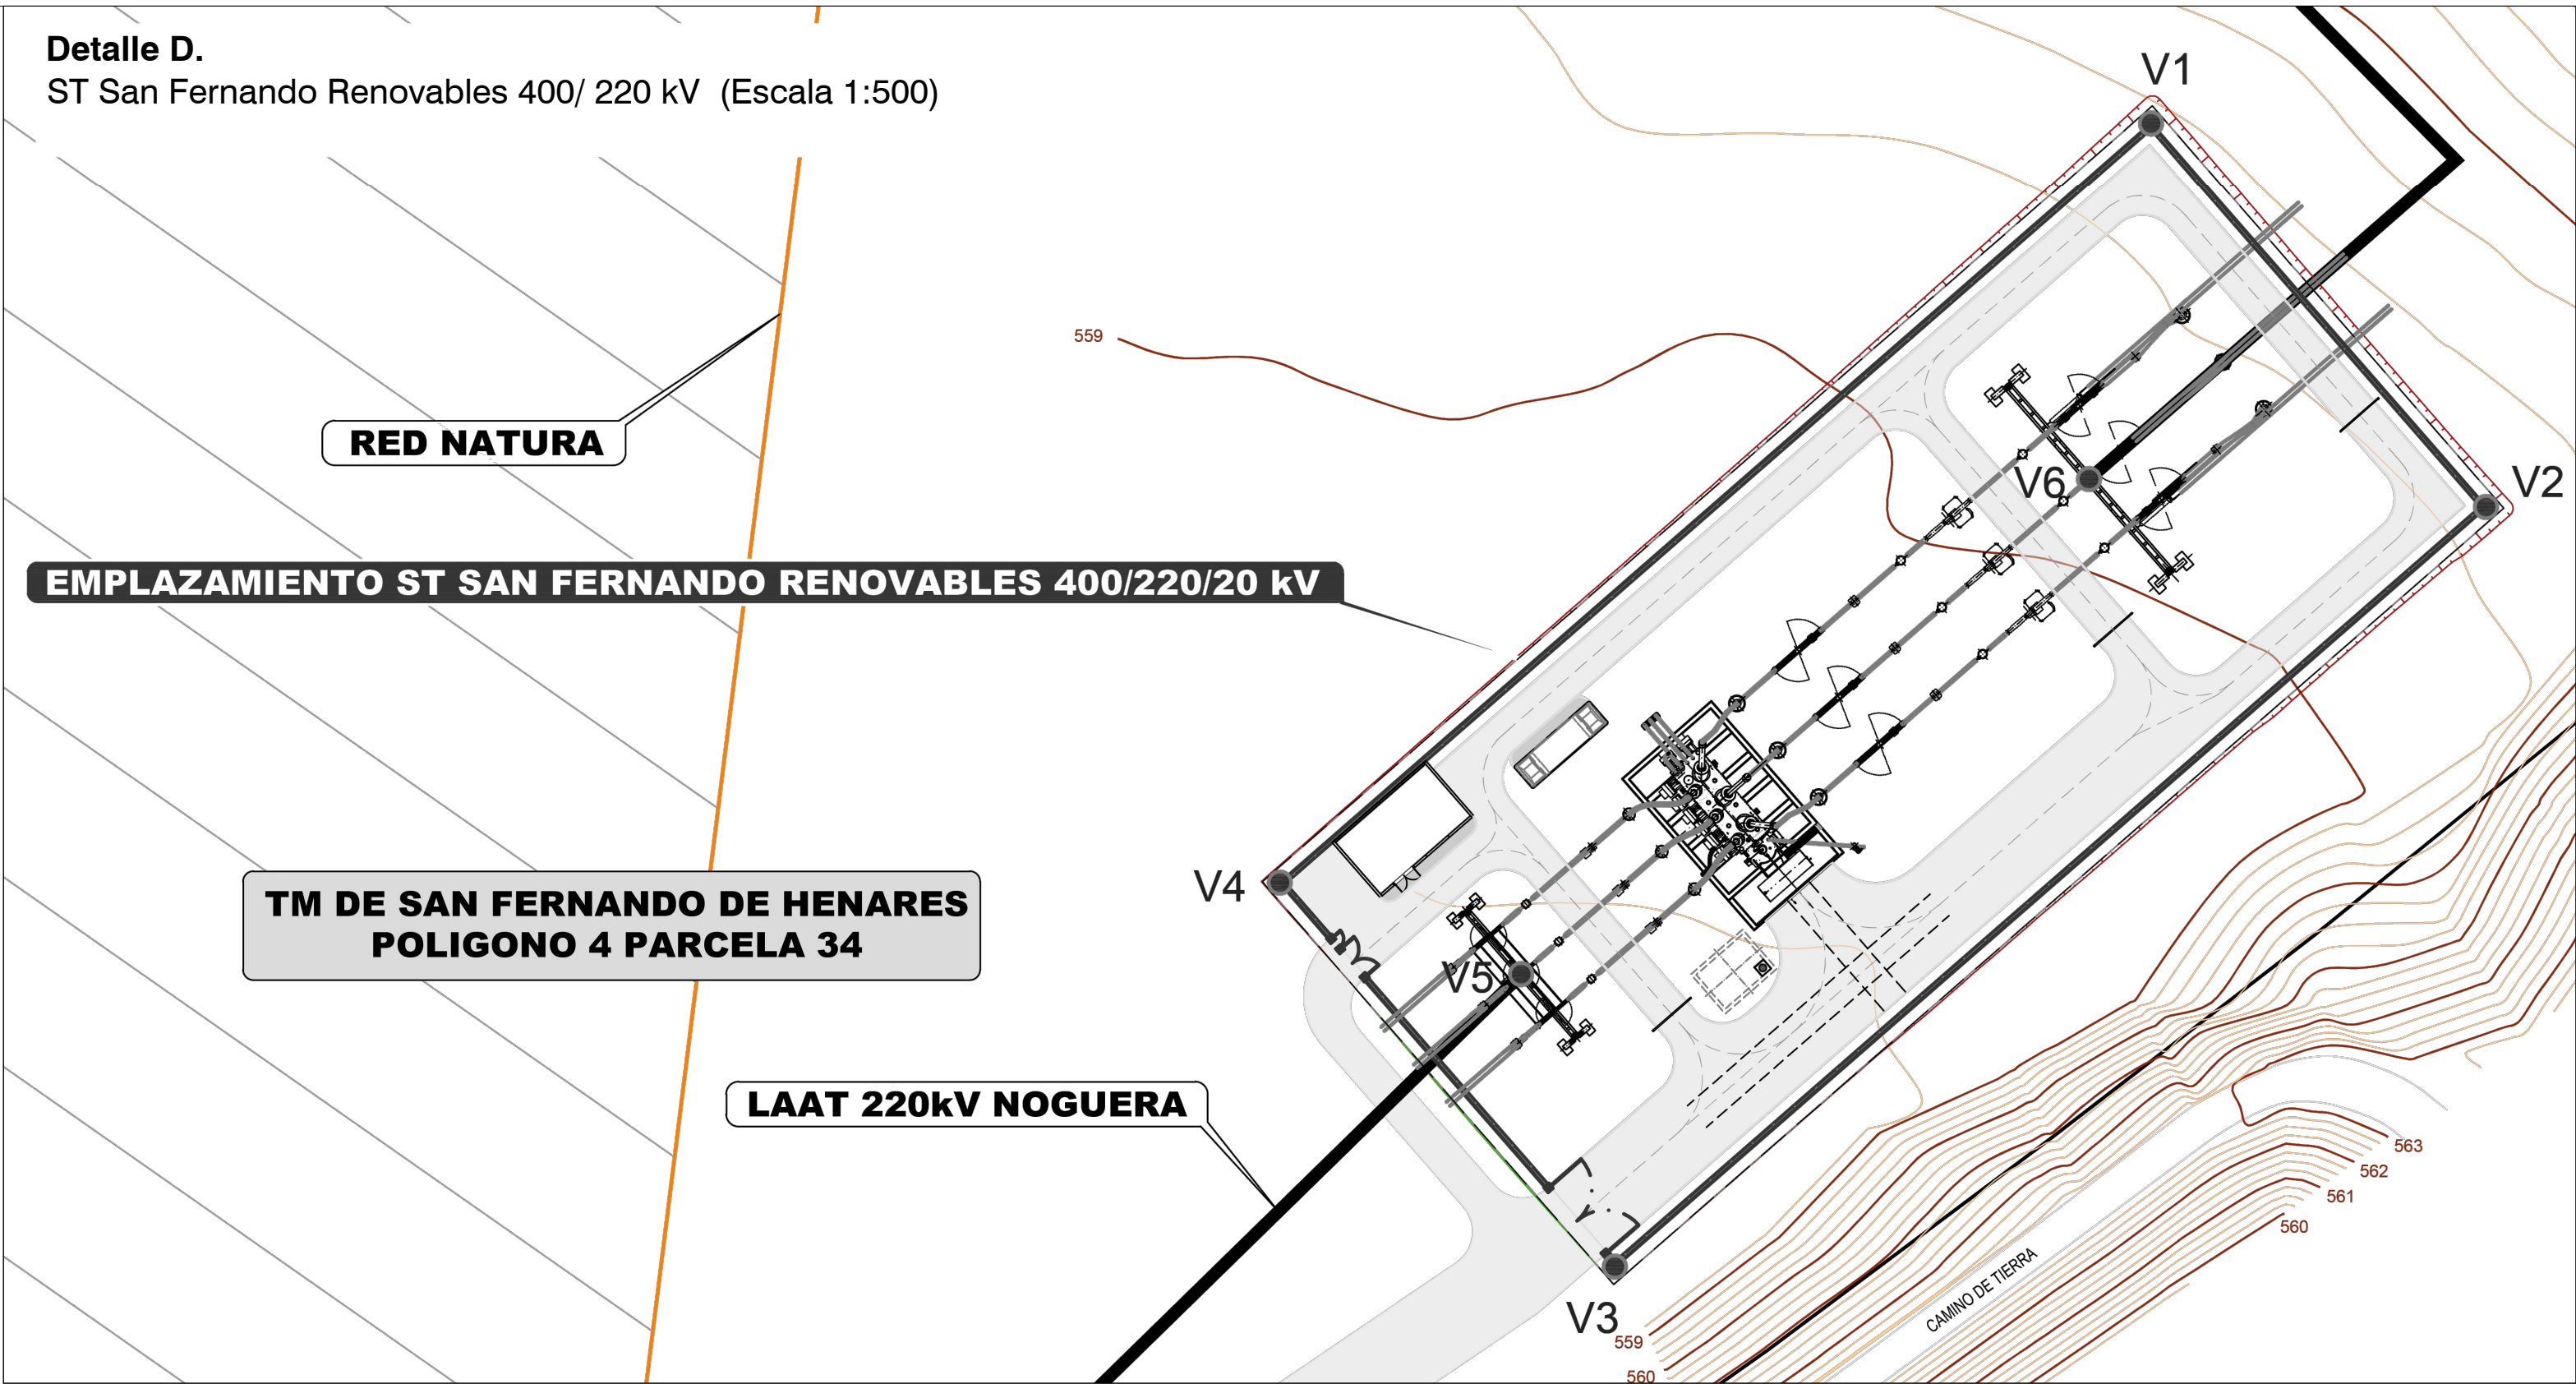 Detalle D.
ST San Fernando Renovables 400/ 220 kV (Escala 1:500)
V1
559
RED NATURA
V6
V2
EMPLAZAMIENTO ST SAN FERNANDO RENOVABLES 400/220/20 kV
V4
TM DE SAN FERNANDO DE HENARES
POLIGONO 4 PARCELA 34
V5
LAAT 220kV NOGUERA
563
562
561
560
CAMINO DE TIERRA
V3
559
560